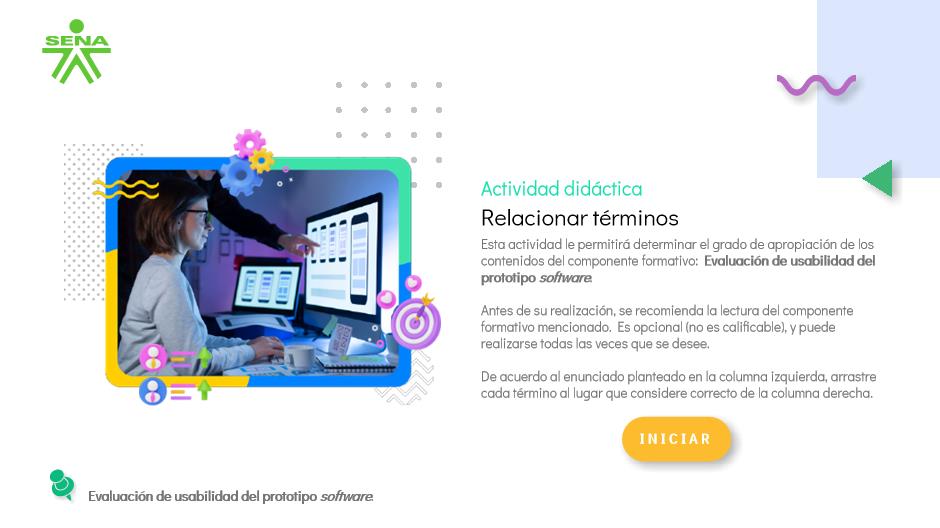 SENA
Actividad didáctica
Relacionar términos
Esta actividad le permitirá determinar el grado de apropiación de los
contenidos del componente formativo: Evaluación de usabilidad del
prototipo software.
Antes de su realización, se recomienda la lectura del componente
formativo mencionado. Es opcional (no es calificable), y puede
realizarse todas las veces que se desee.
De acuerdo al enunciado planteado en la columna izquierda, arrastre
cada término al lugar que considere correcto de la columna derecha.
INICIAR
Evaluación de usabilidad del prototipo software.